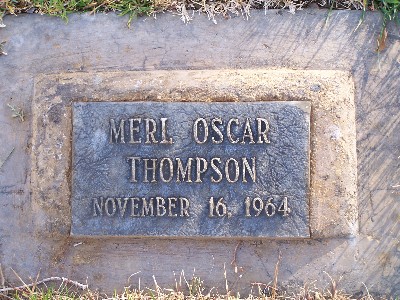 MERL OSCAR
THOMPSON
NOVEMBER 16, 1964